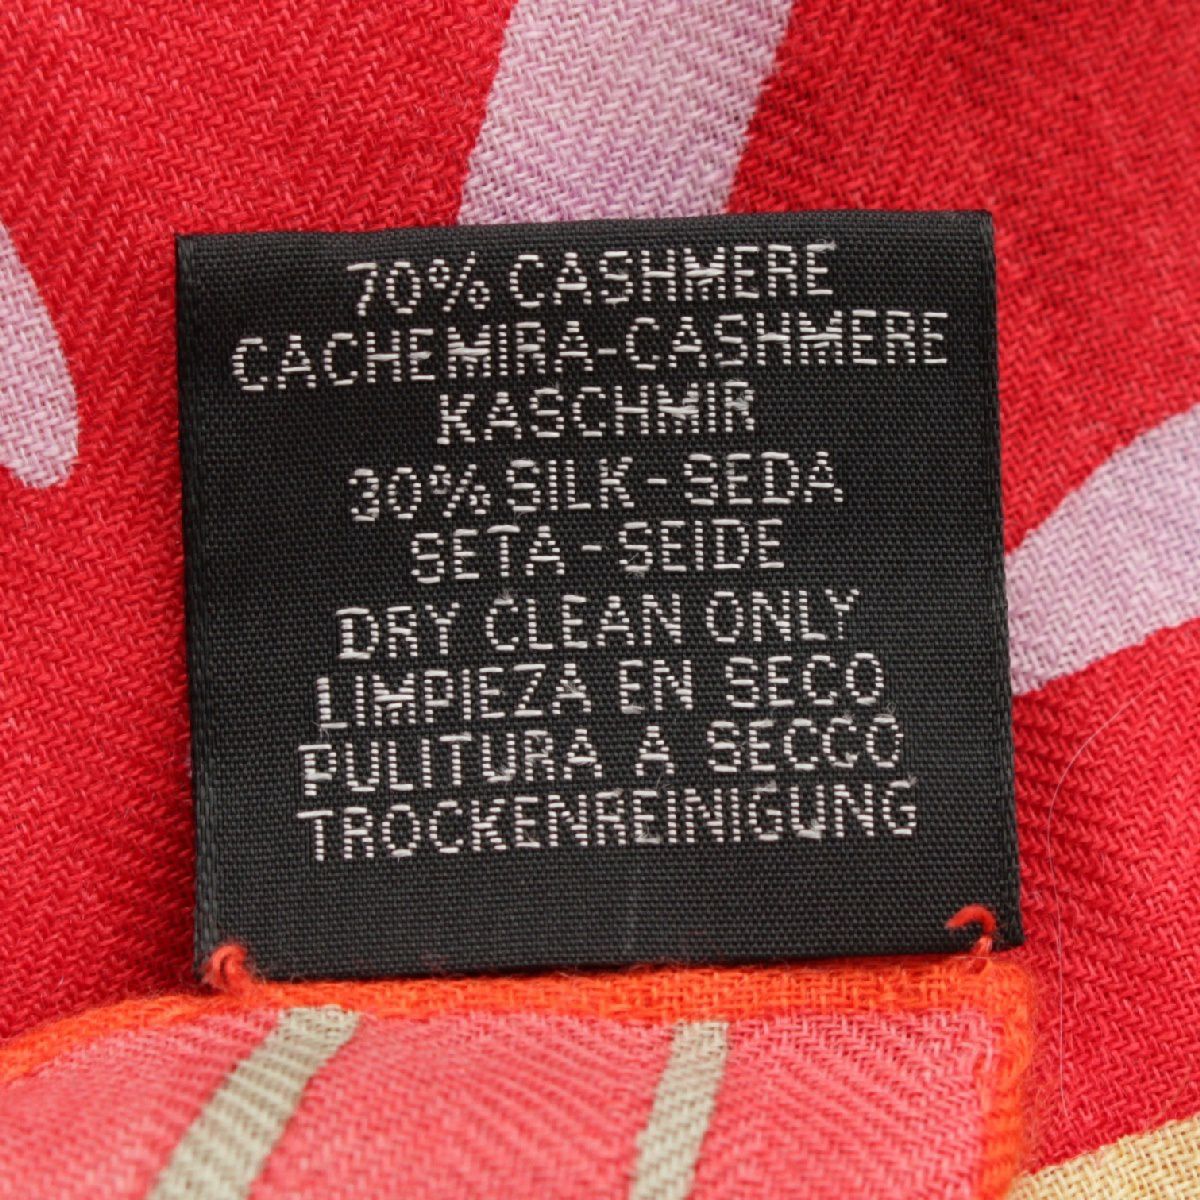 70% CASHMERE
CACHEMIRA-CASHMERE
KASCHMIR
30% SILK-SEDA
SETA-SEIDE
DRY CLEAN ONLY
LIMPIEZA EN SECO
PULITURA A SECCO
TROCKENREINIGUNG